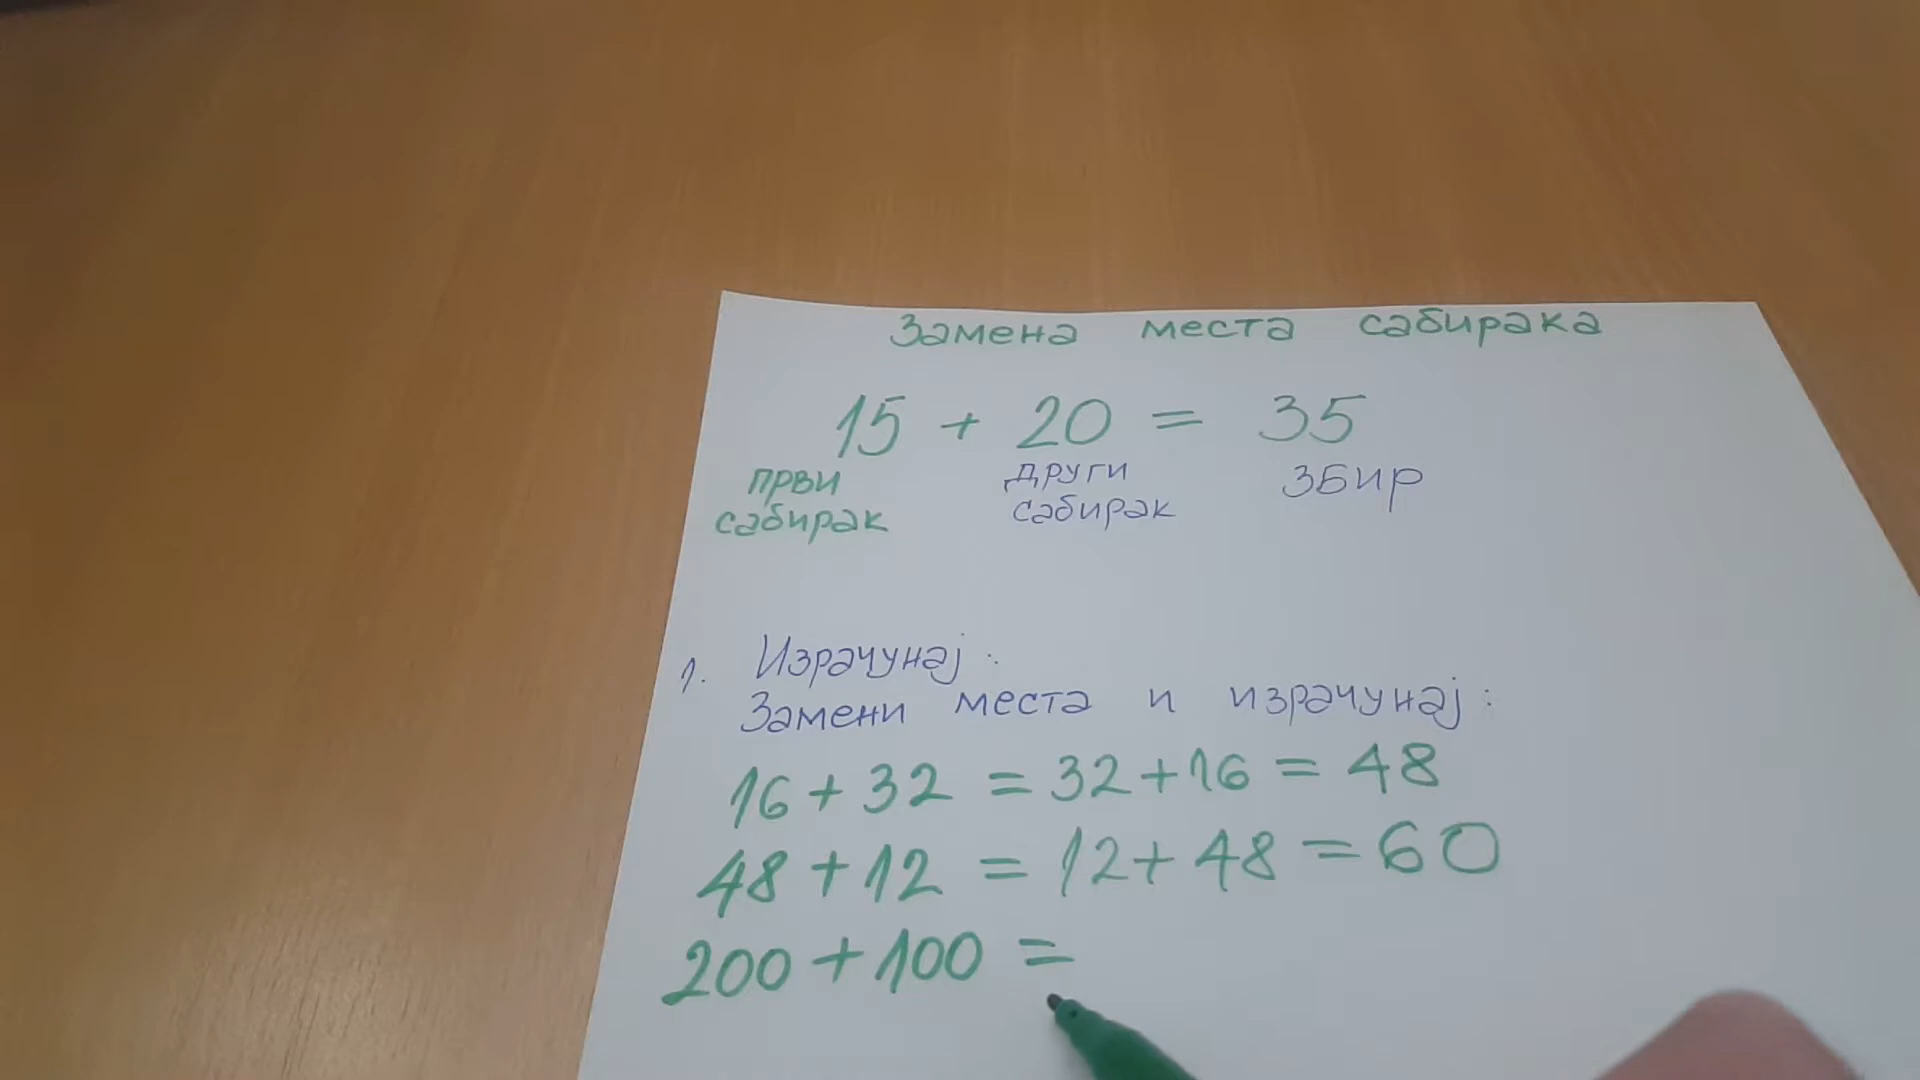 Замена места сабирака
15 + 20 = 35
први други збир
сабирак сабирак
1. Израчунај:
Замени места и израчунај:
16 + 32 = 32 + 16 = 48
48 + 12 = 12 + 48 = 60
200 + 100 =